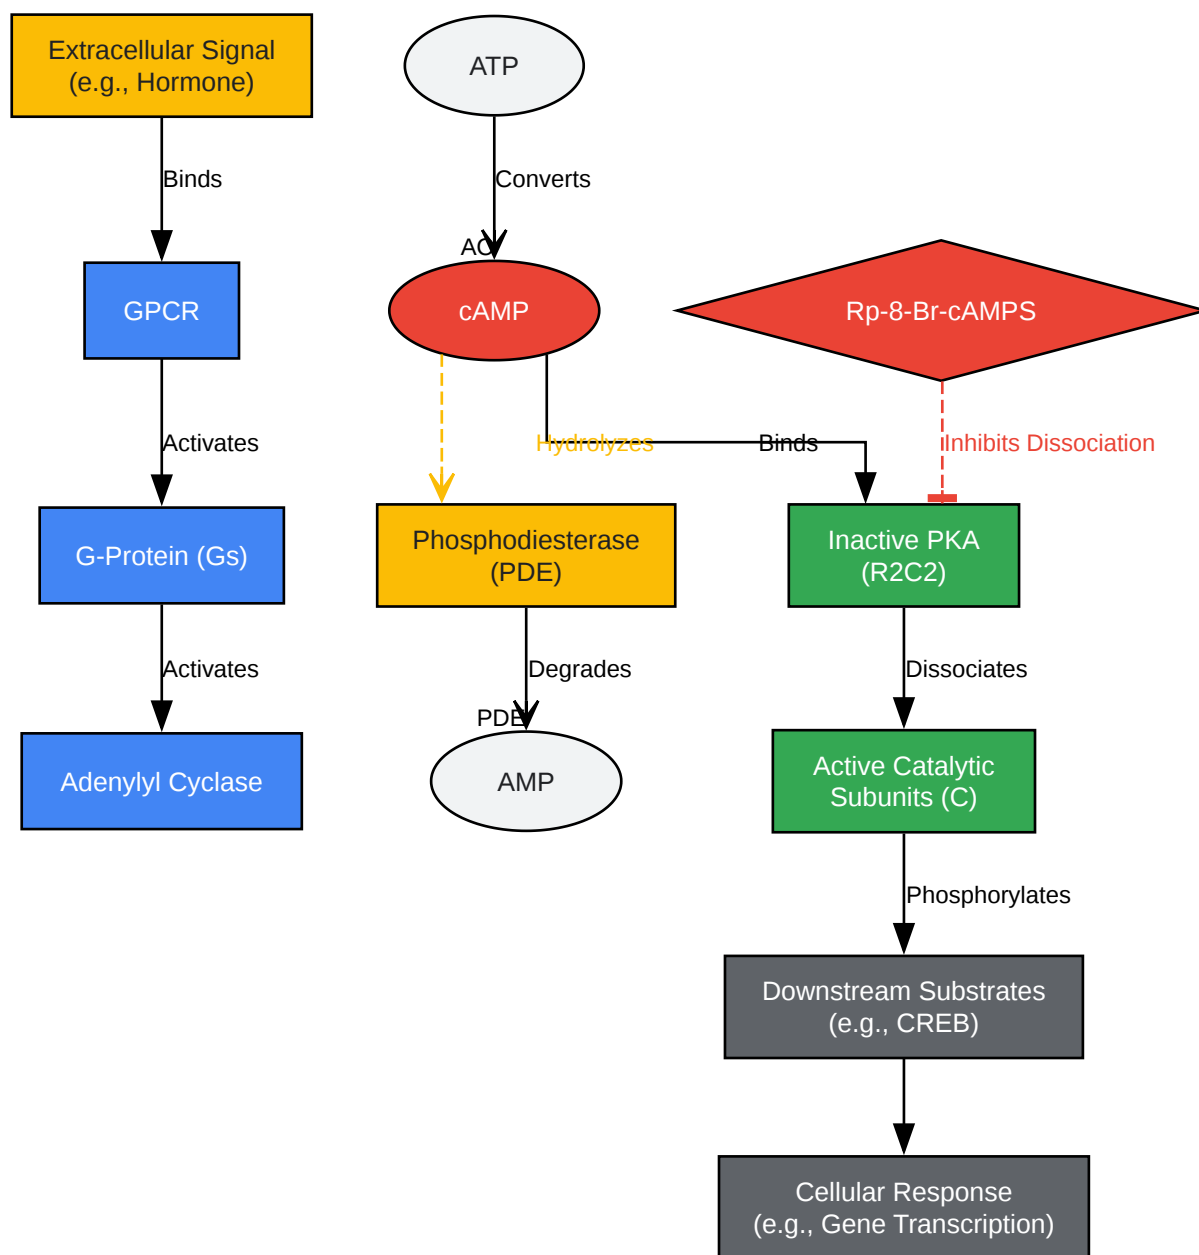 Extracellular Signal
(e.g., Hormone)
Binds
GPCR
Activates
G-Protein (Gs)
Activates
Adenylyl Cyclase
ATP
Converts
AC
cAMP
Hydrolyzes
Binds
Phosphodiesterase
(PDE)
Degrades
PDE
AMP
Rp-8-Br-cAMPS
Inhibits Dissociation
Inactive PKA
(R2C2)
Dissociates
Active Catalytic
Subunits (C)
Phosphorylates
Downstream Substrates
(e.g., CREB)
Cellular Response
(e.g., Gene Transcription)